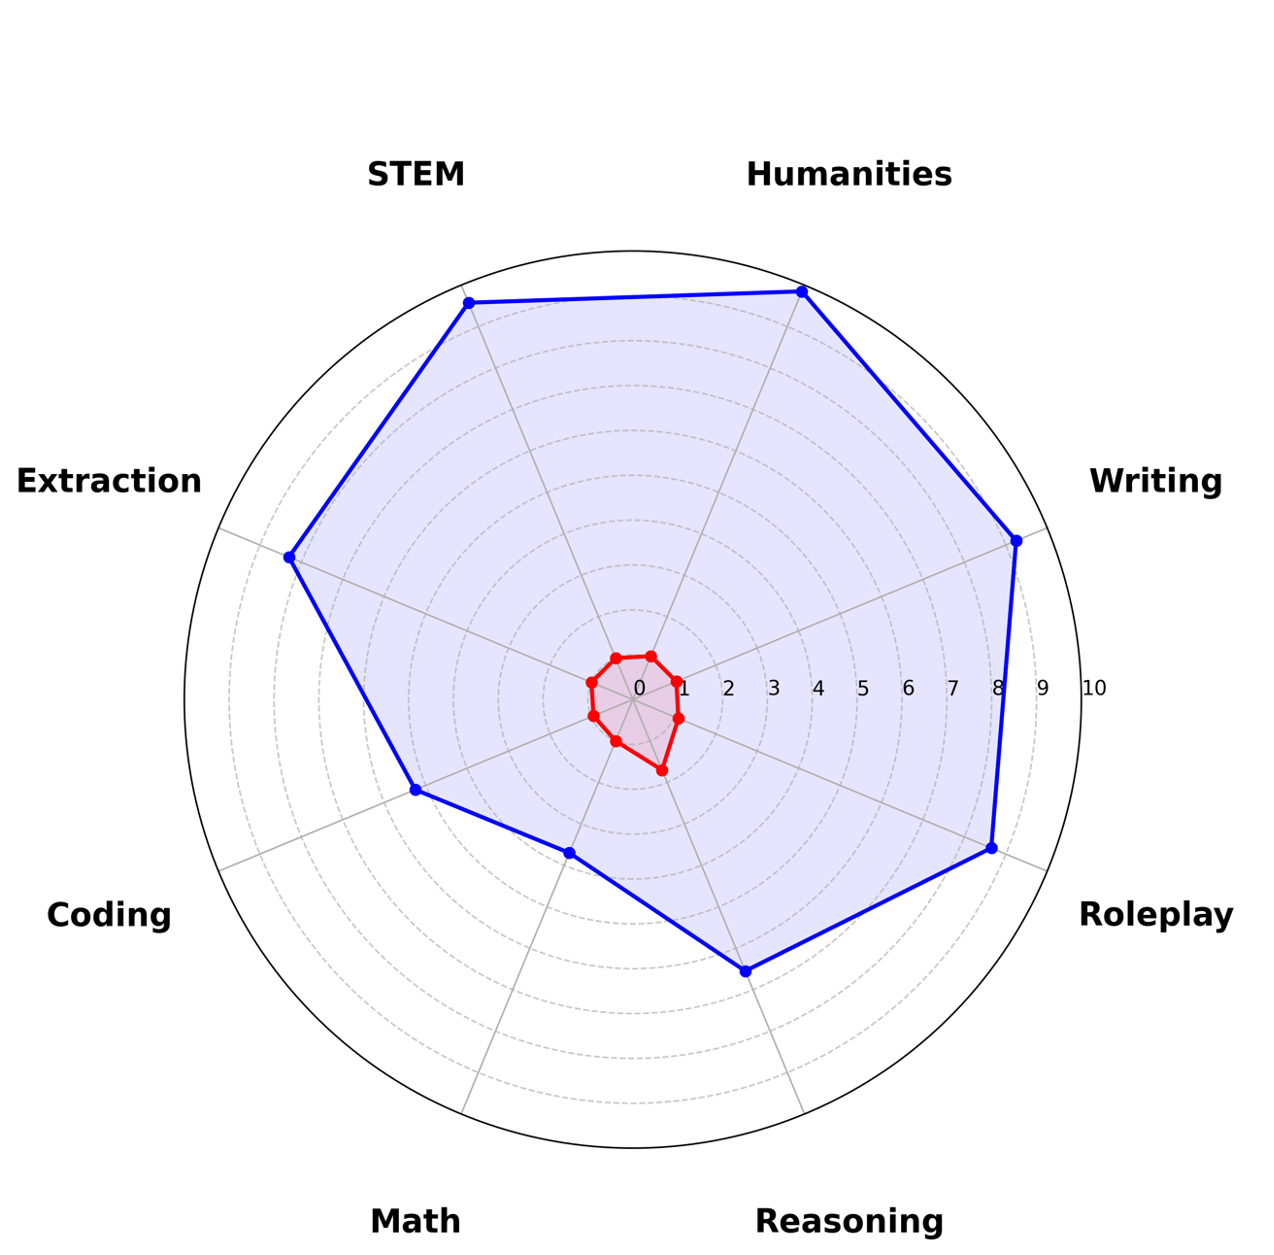 STEM Humanities
Extraction Writing
0 1 2 3 4 5 6 7 8 9 10
Coding Roleplay
Math Reasoning